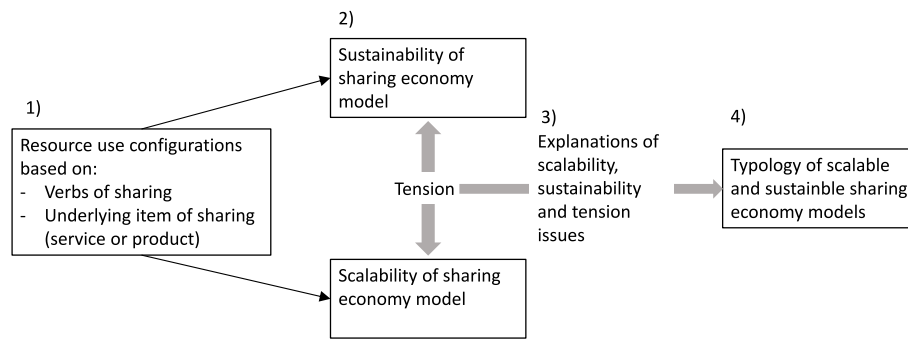 1)
Resource use configurations
based on:
- Verbs of sharing
- Underlying item of sharing
(service or product)
2)
Sustainability of
sharing economy
model
Tension
Scalability of sharing
economy model
3)
Explanations of
scalability,
sustainability
and tension
issues
4)
Typology of scalable
and sustainble sharing
economy models